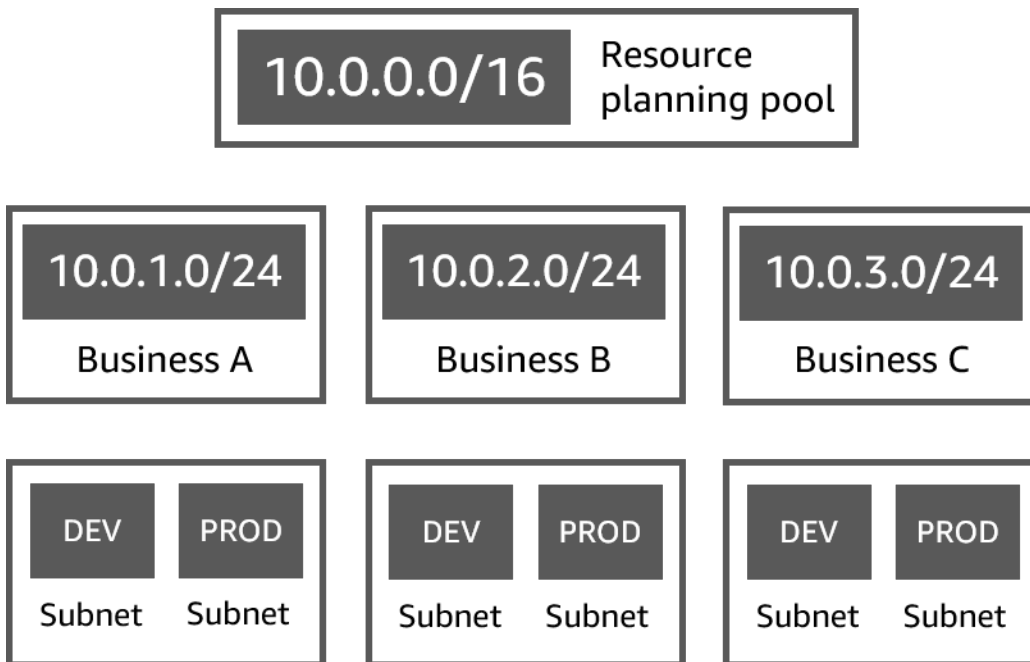 10.0.0.0/16
Resource
planning pool
10.0.1.0/24
Business A
10.0.2.0/24
Business B
10.0.3.0/24
Business C
DEV
PROD
Subnet
Subnet
DEV
PROD
Subnet
Subnet
DEV
PROD
Subnet
Subnet